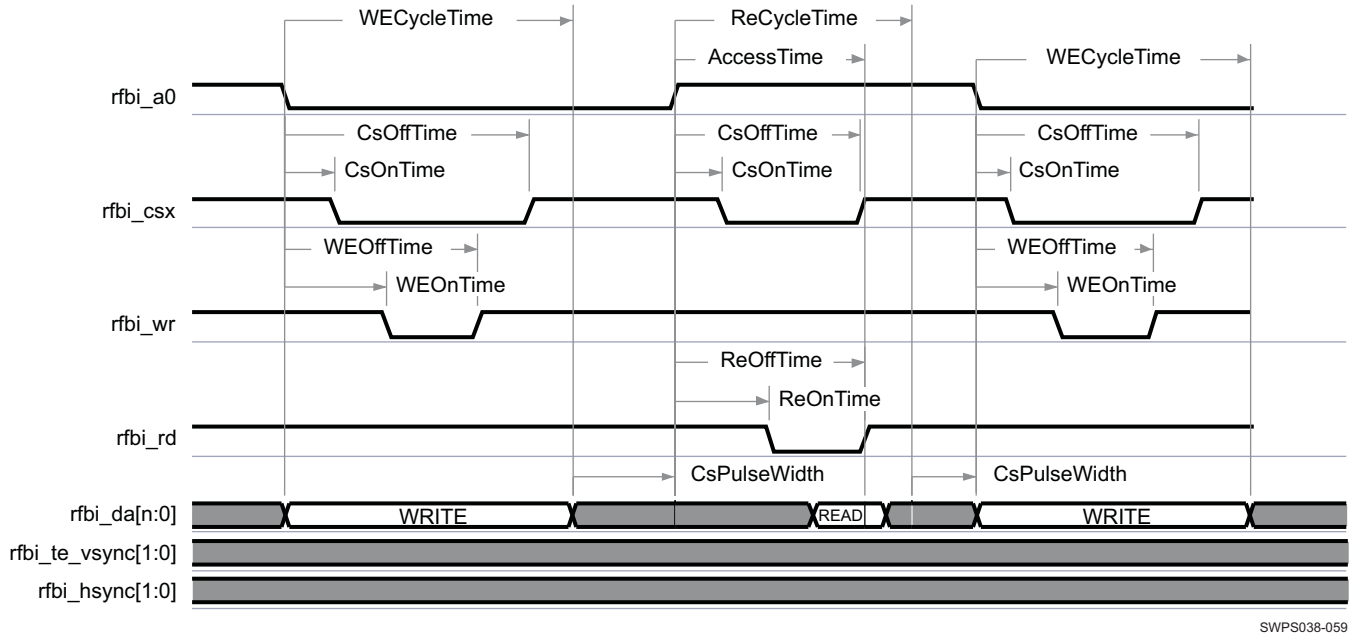 WECycleTime ReCycleTime
AccessTime WECycleTime
rfbi_a0
CsOffTime CsOffTime CsOffTime
CsOnTime CsOnTime CsOnTime
rfbi_csx
WEOffTime WEOffTime
WEOnTime WEOnTime
rfbi_wr
ReOffTime
ReOnTime
rfbi_rd
CsPulseWidth CsPulseWidth
rfbi_da[n:0] WRITE READ WRITE
rfbi_te_vsync[1:0]
rfbi_hsync[1:0]
SWPS038-059